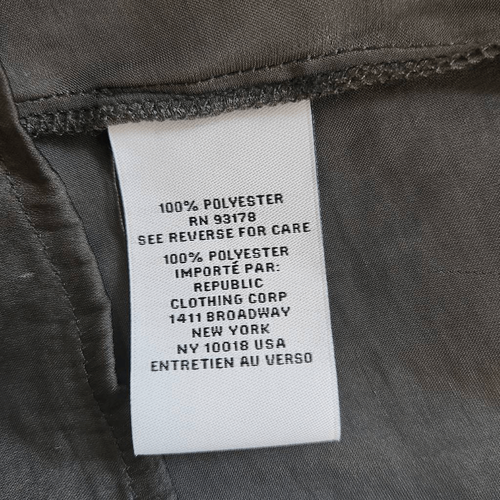 100% POLYESTER
RN 93178
SEE REVERSE FOR CARE
100% POLYESTER
IMPORTÉ PAR:
REPUBLIC
CLOTHING CORP
1411 BROADWAY
NEW YORK
NY 10018 USA
ENTRETIEN AU VERSO